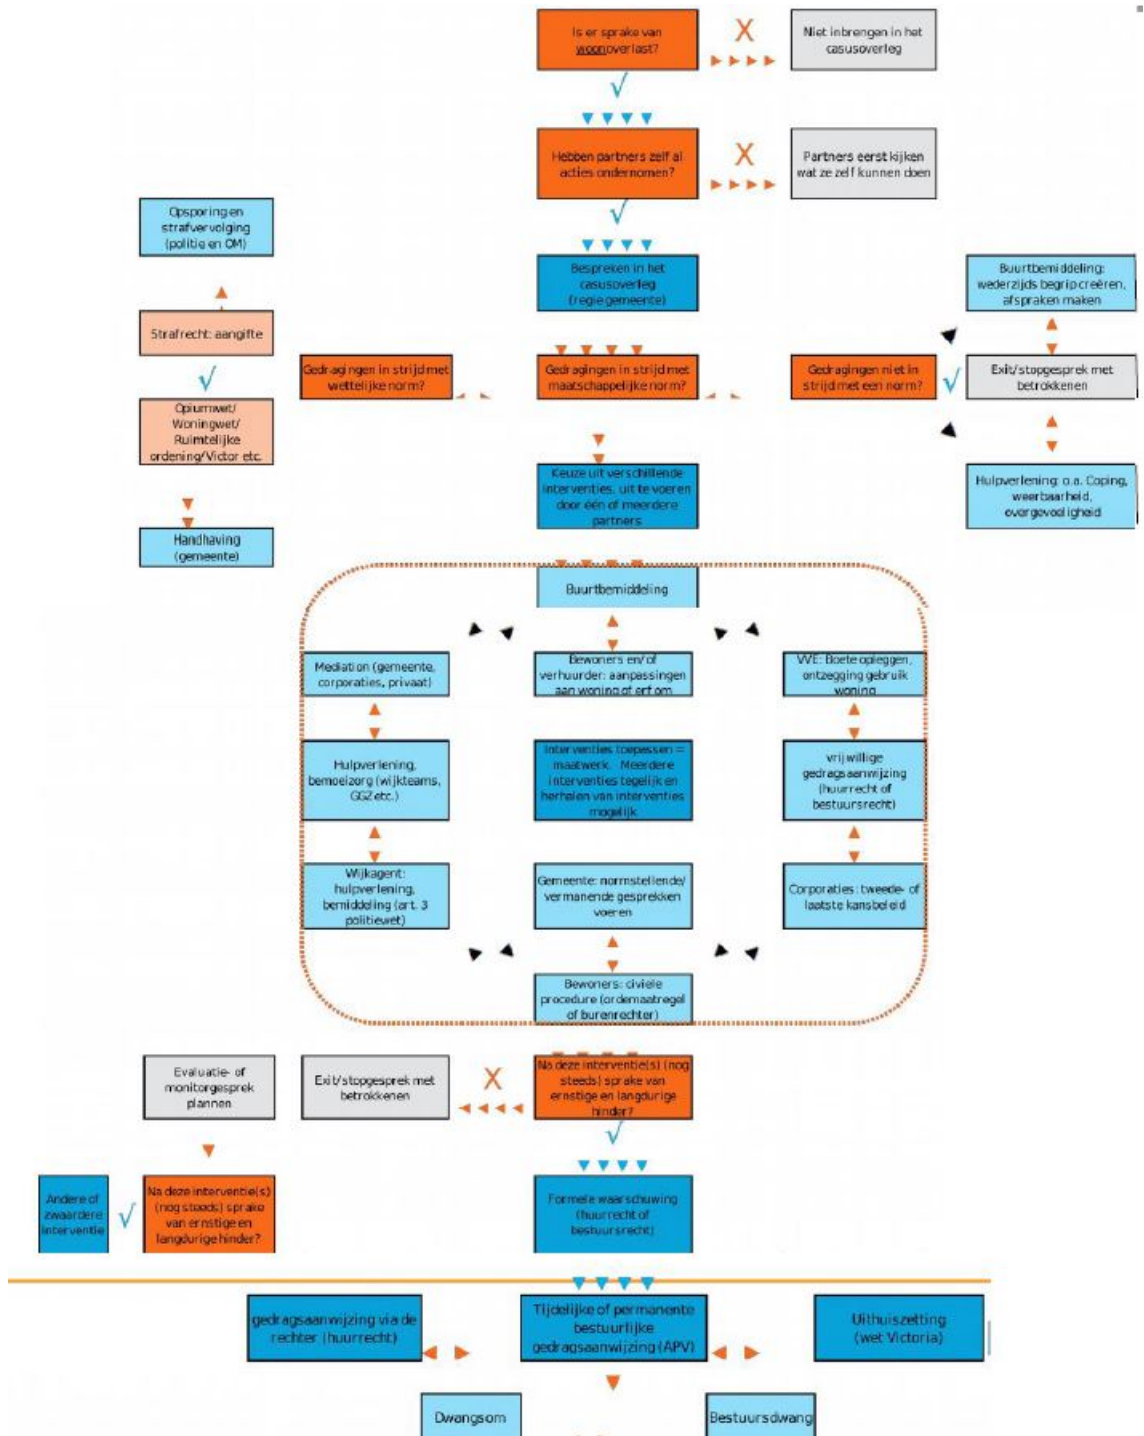 Is er sprake van
woonoverlast?
X
Niet inbrengen in het
casusoverleg
Hebben partners zelf al
acties ondernomen?
X
Partners eerst kijken
wat ze zelf kunnen doen
Opsporing en
strafvervolging
(politie en OM)
Bespreken in het
casusoverleg
(regie gemeente)
Buurtbemiddeling:
wederzijds begrip creëren,
afspraken maken
Strafrecht: aangifte
Gedragingen in strijd met
wettelijke norm?
Gedragingen in strijd met
maatschappelijke norm?
Gedragingen niet in
strijd met een norm?
Exit/stopgesprek met
betrokkenen
Opiumwet/
Woningwet/
Ruimtelijke
ordening/Victor etc.
Keuze uit verschillende
interventies, uit te voeren
door één of meerdere
partners
Hulpverlening: o.a. Coping,
weerbaarheid,
overgevoeligheid
Handhaving
(gemeente)
Buurtbemiddeling
Mediation (gemeente,
corporaties, privaat)
Bewoners en/of
verhuurder: aanpassingen
aan woning of erf om
VVE: Boete opleggen,
ontzegging gebruik
woning
Hulpverlening,
bemoeizorg (wijkteams,
GGZ etc.)
Interventies toepassen =
maatwerk. Meerdere
interventies tegelijk en
herhalen van interventies
mogelijk
vrijwillige
gedragsaanwijzing
(huurrecht of
bestuursrecht)
Wijkagent:
hulpverlening,
bemiddeling (art. 3
politiewet)
Gemeente: normstellende/
vermanende gesprekken
voeren
Corporaties: tweede- of
laatste kansbeleid
Bewoners: civiele
procedure (ordemaatregel
of burenrechter)
Evaluatie- of
monitorgesprek
plannen
Exit/stopgesprek met
betrokkenen
X
Na deze interventie(s) (nog
steeds) sprake van
ernstige en langdurige
hinder?
Andere of
zwaardere
interventie
Na deze interventie(s)
(nog steeds) sprake
van ernstige en
langdurige hinder?
Formele waarschuwing
(huurrecht of
bestuursrecht)
gedragsaanwijzing via de
rechter (huurrecht)
Tijdelijke of permanente
bestuurlijke
gedragsaanwijzing (APV)
Uithuiszetting
(wet Victoria)
Dwangsom
Bestuursdwang